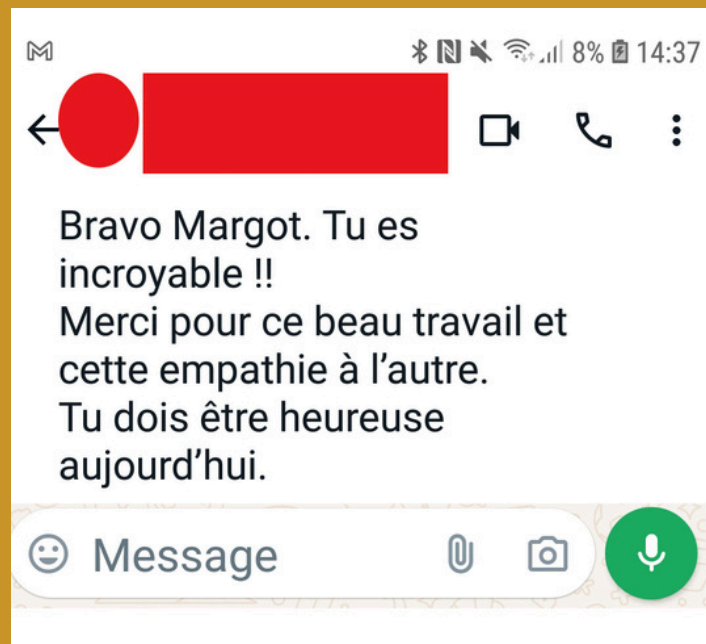 8% 14:37
Bravo Margot. Tu es
incroyable !!
Merci pour ce beau travail et
cette empathie à l’autre.
Tu dois être heureuse
aujourd’hui.
Message